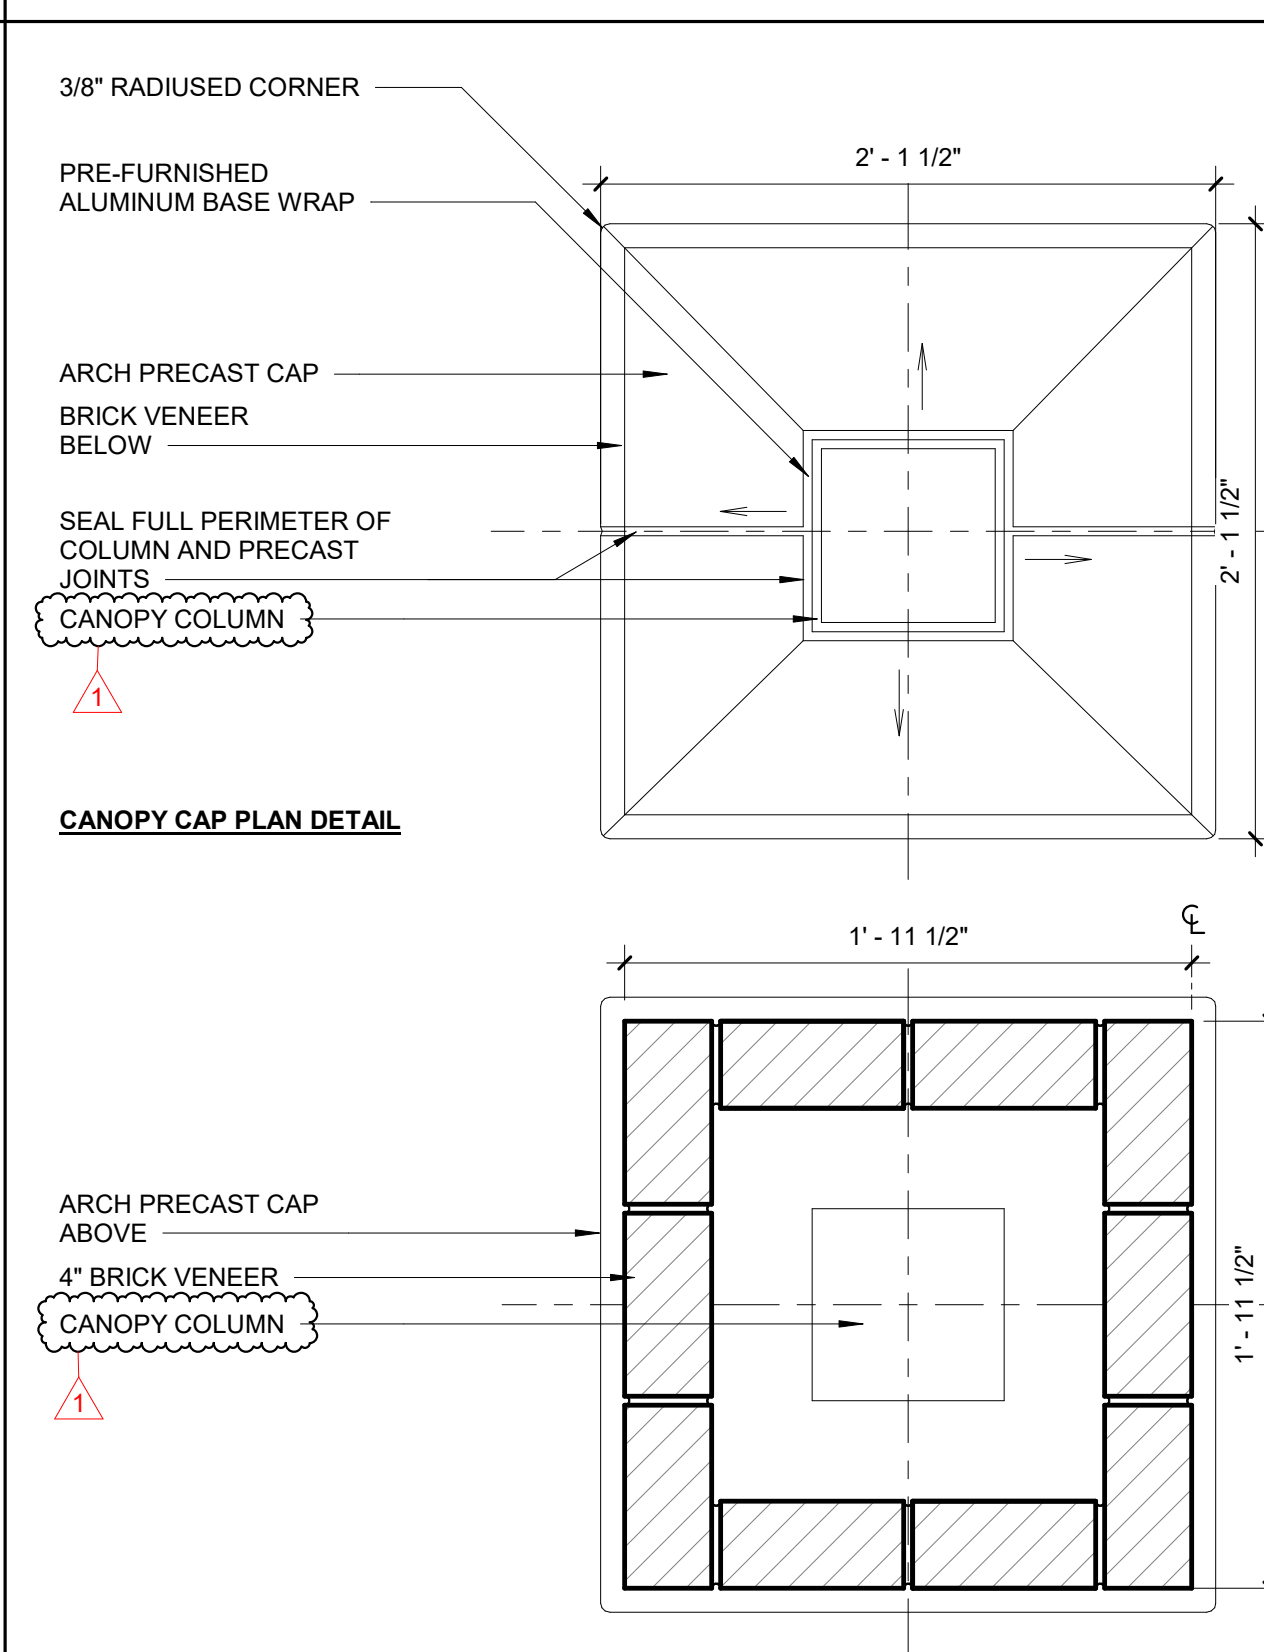 3/8" RADIUSED CORNER
PRE-FURNISHED
ALUMINUM BASE WRAP
2' - 1 1/2"
ARCH PRECAST CAP
BRICK VENEER
BELOW
SEAL FULL PERIMETER OF
COLUMN AND PRECAST
JOINTS
CANOPY COLUMN
1
2' - 1 1/2"
CANOPY CAP PLAN DETAIL
1' - 11 1/2"
℄
ARCH PRECAST CAP
ABOVE
4" BRICK VENEER
CANOPY COLUMN
1
1' - 11 1/2"